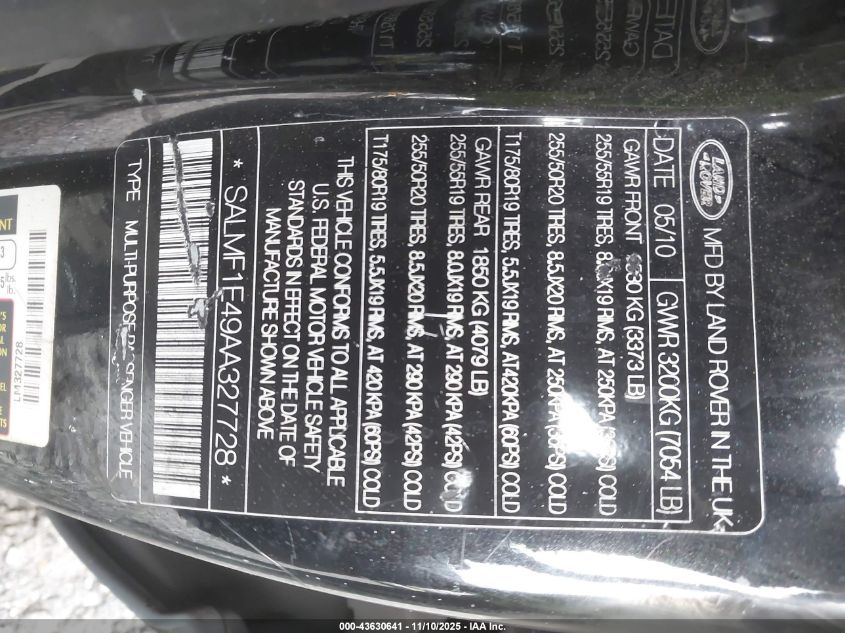 LAND ROVER
MFD BY LAND ROVER IN THE UK.
DATE 05/10 GWR 3200KG (7054 LB)
GAWR FRONT KG (3373 LB)
255/55R19 TIRES, RIMS, AT 250KPA COLD
255/50R20 TIRES, 8.5JX20 RIMS, AT 250KPA COLD
T175/80R19 TIRES, 5.5JX19 RIMS, AT 420KPA (60PSI) COLD
GAWR REAR 1850 KG (4079 LB)
255/55R19 TIRES, 8.0JX19 RIMS, AT 290 KPA (42PSI) COLD
255/50R20 TIRES, 8.5JX20 RIMS, AT 290 KPA (42PSI) COLD
T175/80R19 TIRES, 5.5JX19 RIMS, AT 420 KPA (60PSI) COLD
THIS VEHICLE CONFORMS TO ALL APPLICABLE
U.S. FEDERAL MOTOR VEHICLE SAFETY
STANDARDS IN EFFECT ON THE DATE OF
MANUFACTURE SHOWN ABOVE
* SALMF1E49AA327728 *
TYPE MULTI-PURPOSE PASSENGER VEHICLE
LM327728
000-43630641 - 11/10/2025 - IAA Inc.